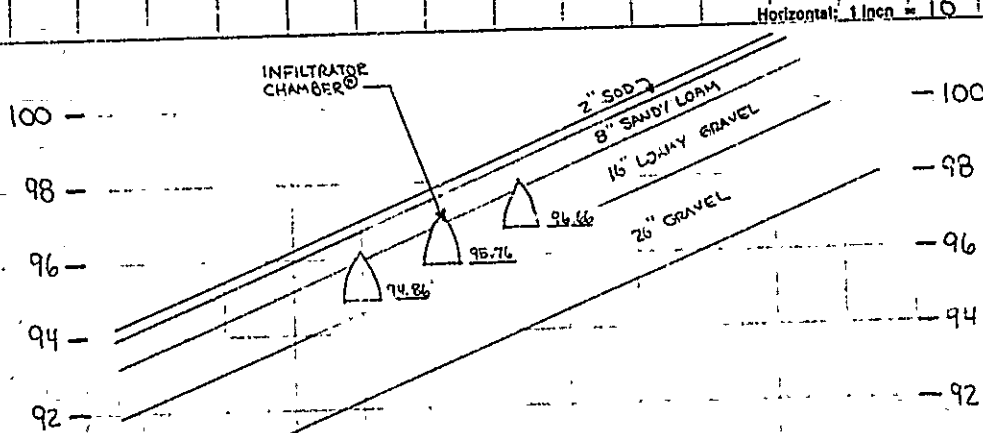 Horizontal: 1 Inch = 10
INFILTRATOR
CHAMBER®
2" SOD
8" SANDY LOAM
16" LOAMY GRAVEL
26" GRAVEL
100
98
96
94
92
100
98
96
94
92
96.66
95.76
94.86'